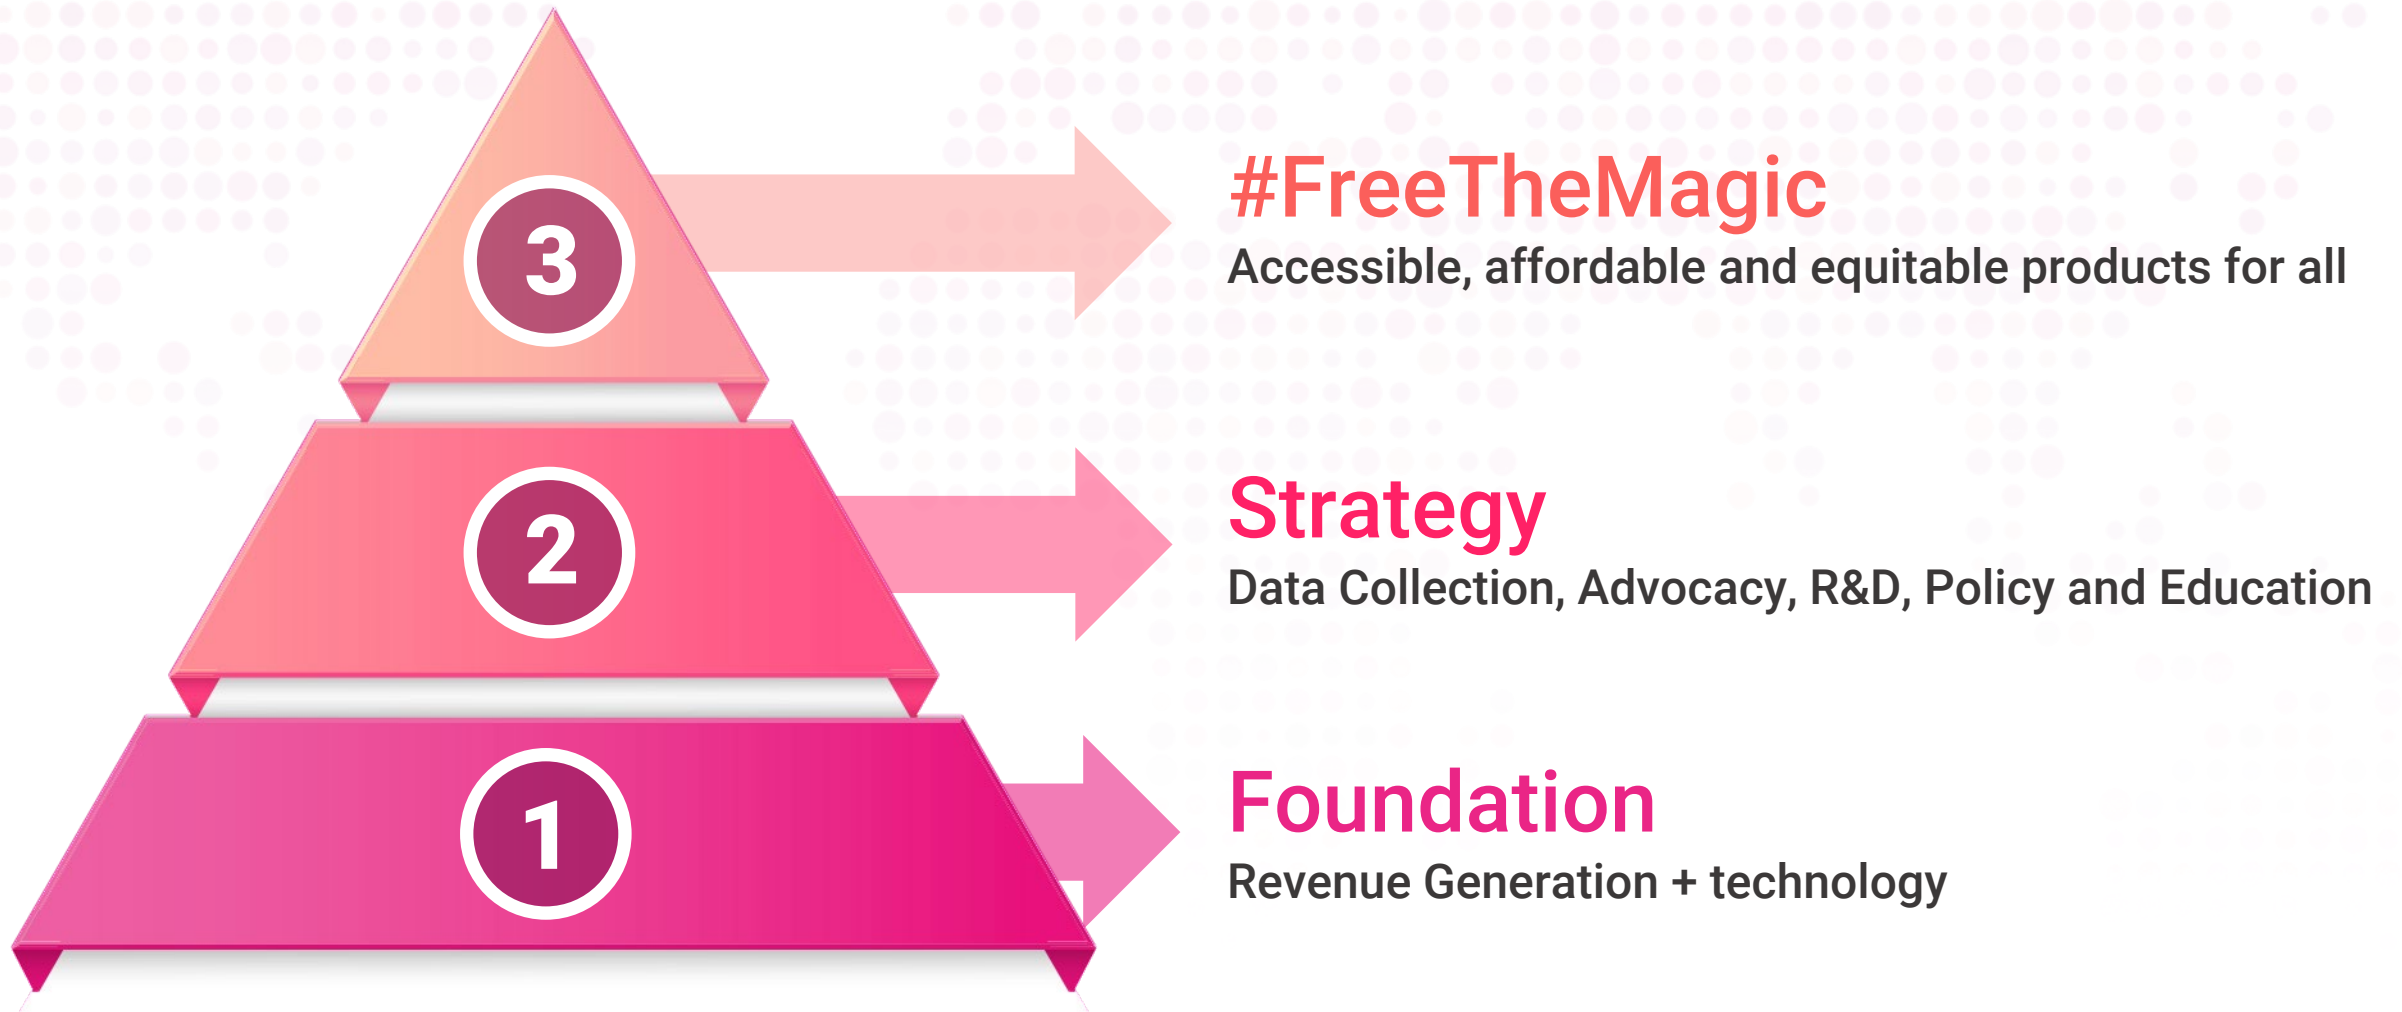 3
#FreeTheMagic
Accessible, affordable and equitable products for all
2
Strategy
Data Collection, Advocacy, R&D, Policy and Education
1
Foundation
Revenue Generation + technology